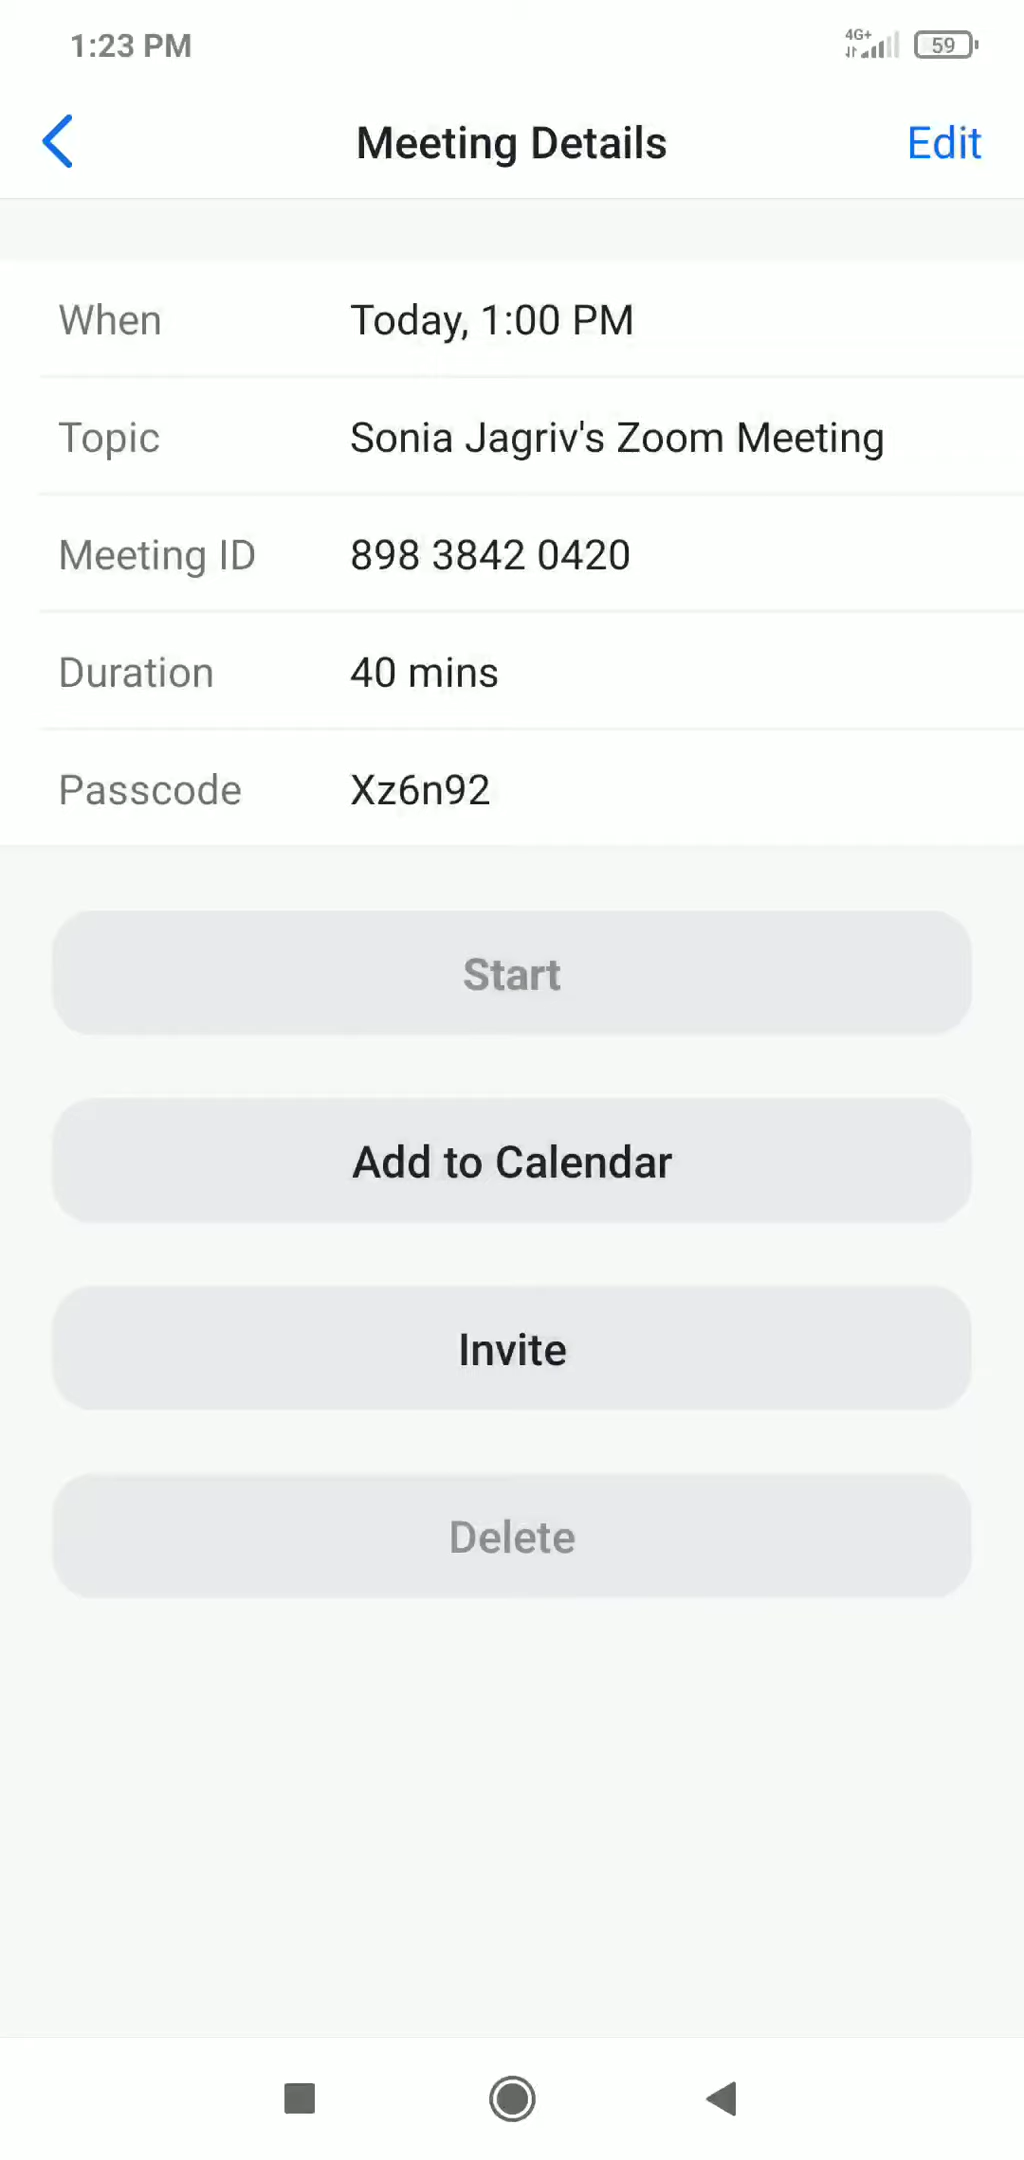 1:23 PM 4G+ 59
Meeting Details Edit
When Today, 1:00 PM
Topic Sonia Jagriv's Zoom Meeting
Meeting ID 898 3842 0420
Duration 40 mins
Passcode Xz6n92
Start
Add to Calendar
Invite
Delete